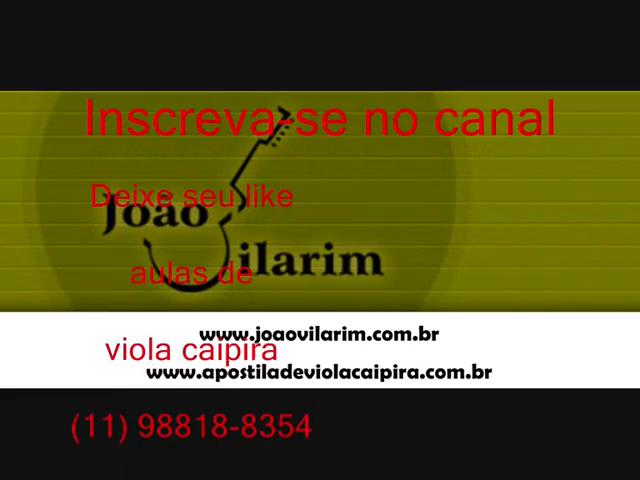 Inscreva-se no canal
Deixe seu like
João
Vilarim
aulas de
www.joaovilarim.com.br
viola caipira
www.apostiladeviolacaipira.com.br
(11) 98818-8354